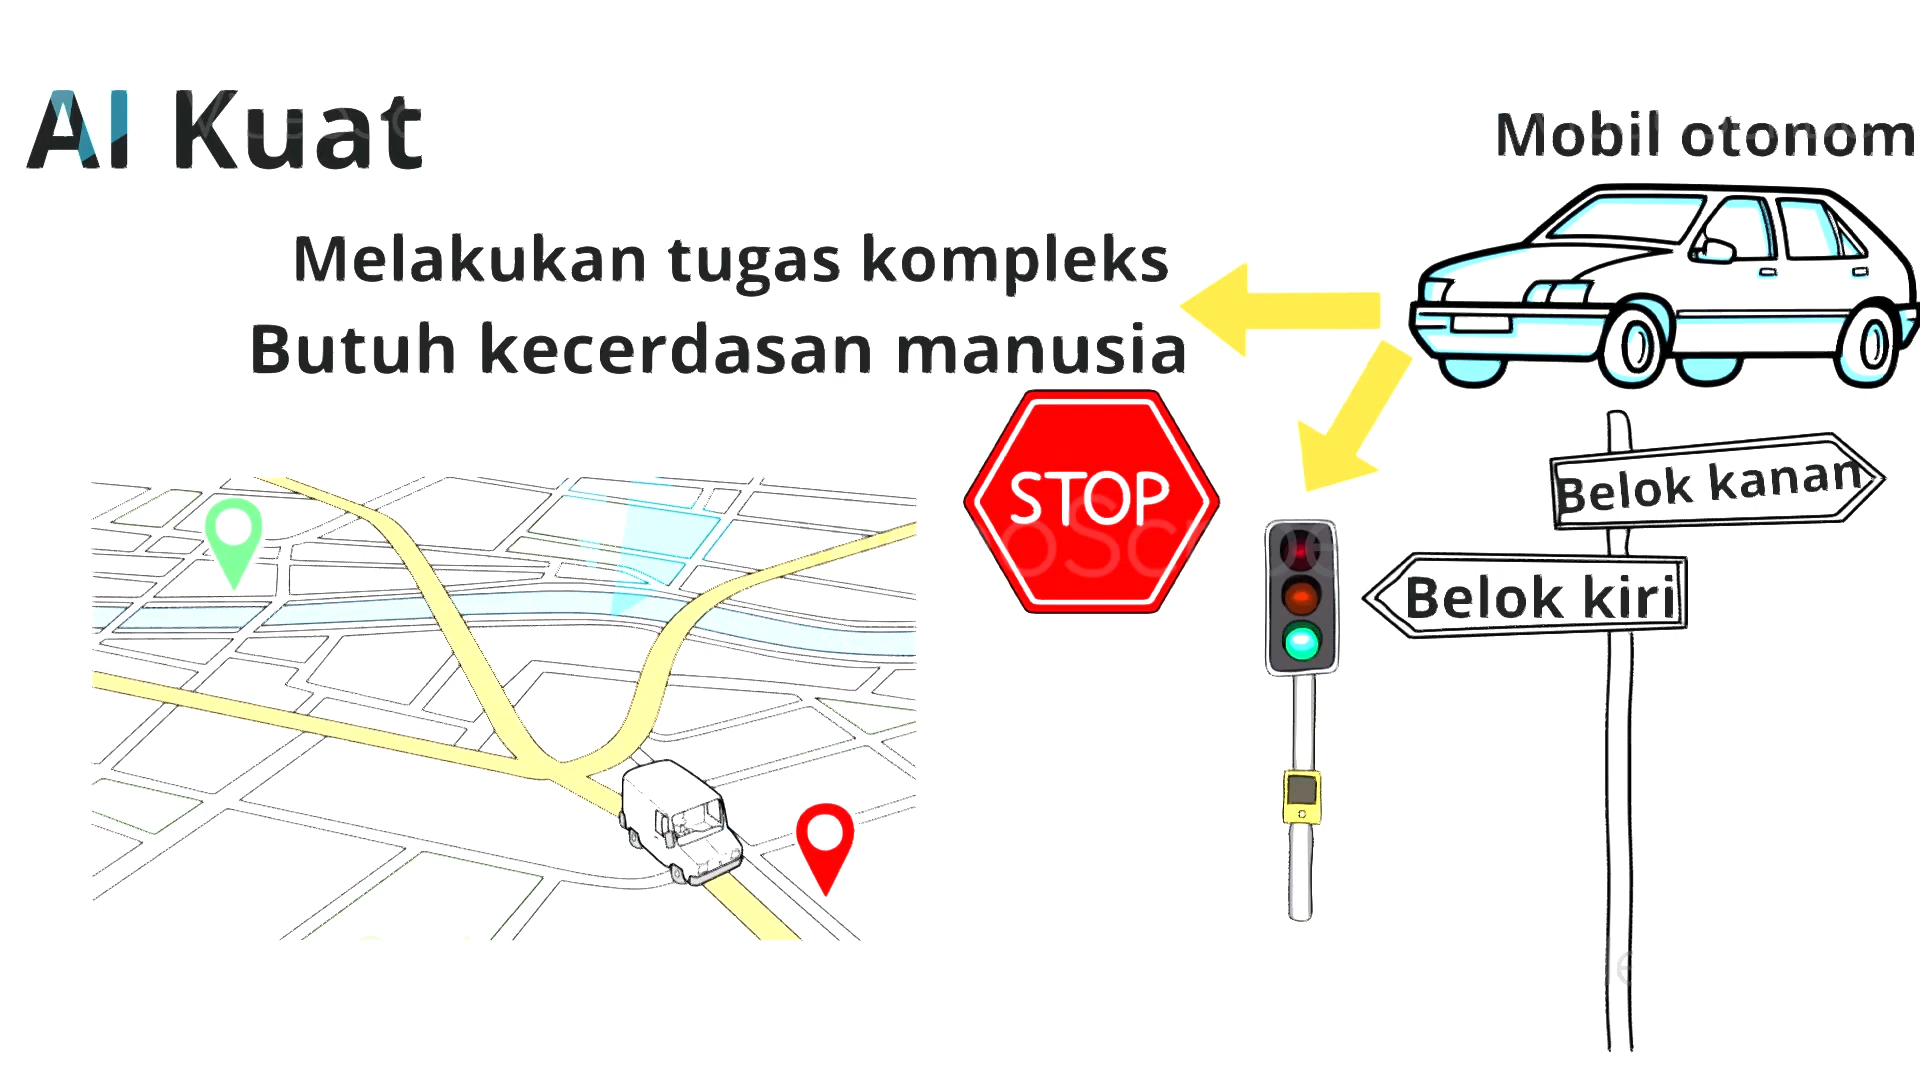 AI Kuat
Mobil otonom
Melakukan tugas kompleks
Butuh kecerdasan manusia
STOP
Belok kanan
Belok kiri